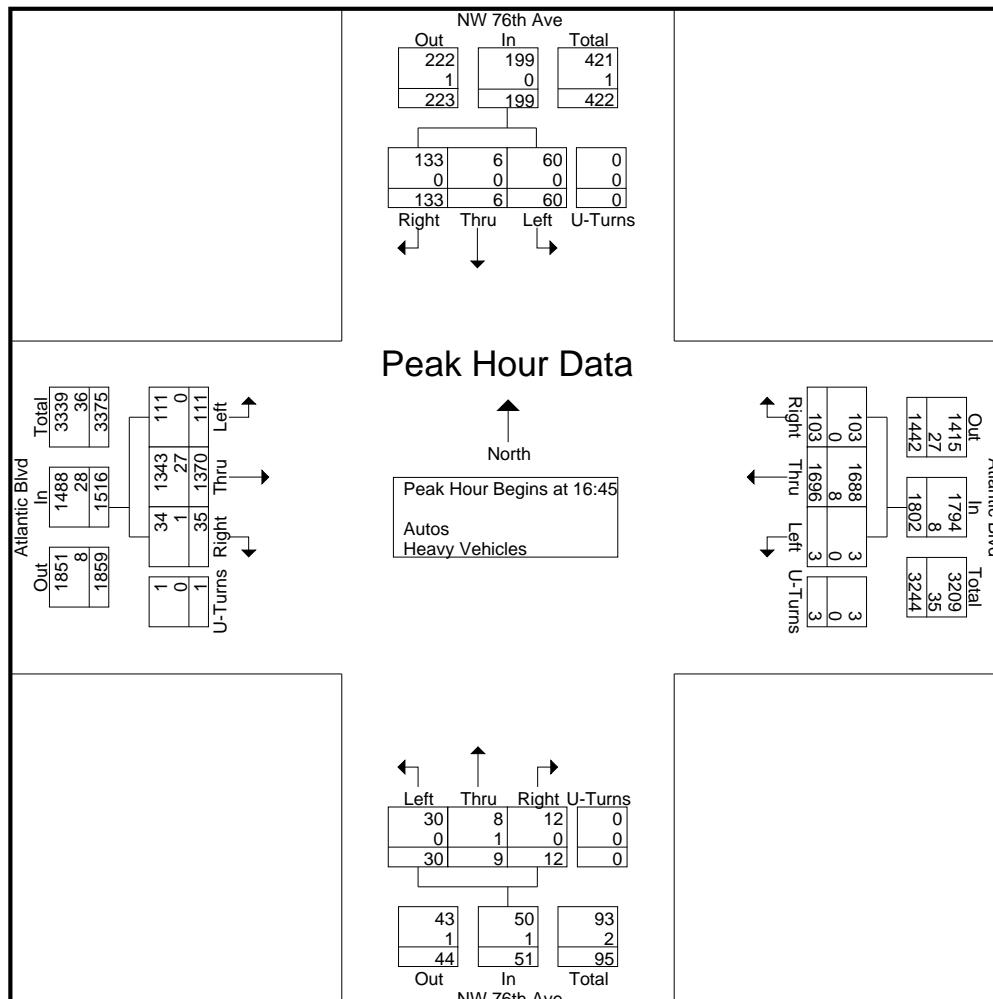 NW 76th Ave
Out In Total
222 199 421
1 0 1
223 199 422
133 6 60 0
0 0 0 0
133 6 60 0
Right Thru Left U-Turns
Peak Hour Data
North
Peak Hour Begins at 16:45
Autos
Heavy Vehicles
Atlantic Blvd
Total In Out
3339 1488 1851
36 28 8
3375 1516 1859
111 1343 34 1
0 27 1 0
111 1370 35 1
Left Thru Right U-Turns
Atlantic Blvd
Out In Total
1415 1794 3209
27 8 35
1442 1802 3244
103 1688 3 3
0 8 0 0
103 1696 3 3
Right Thru Left U-Turns
Left Thru Right U-Turns
30 8 12 0
0 1 0 0
30 9 12 0
43 50 93
1 1 2
44 51 95
Out In Total
NW 76th Ave